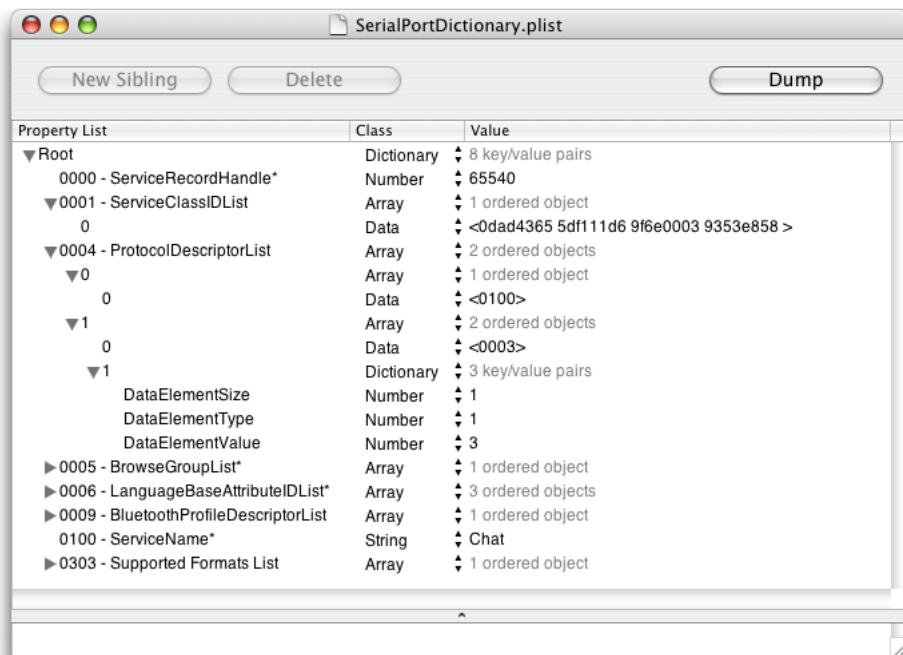 SerialPortDictionary.plist
New Sibling Delete Dump
Property List Class Value
Root Dictionary 8 key/value pairs
0000 - ServiceRecordHandle* Number 65540
0001 - ServiceClassIDList Array 1 ordered object
0 Data <0dad4365 5df111d6 9f6e0003 9353e858 >
0004 - ProtocolDescriptorList Array 2 ordered objects
0 Array 1 ordered object
0 Data <0100>
1 Array 2 ordered objects
0 Data <0003>
1 Dictionary 3 key/value pairs
DataElementSize Number 1
DataElementType Number 1
DataElementValue Number 3
0005 - BrowseGroupList* Array 1 ordered object
0006 - LanguageBaseAttributeIDList* Array 3 ordered objects
0009 - BluetoothProfileDescriptorList Array 1 ordered object
0100 - ServiceName* String Chat
0303 - Supported Formats List Array 1 ordered object